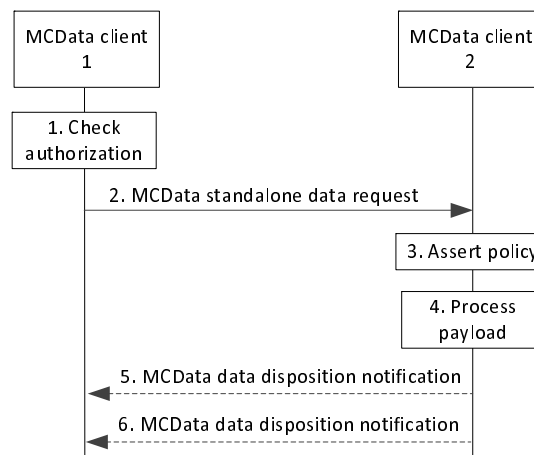 MCData client
1
MCData client
2
1. Check
authorization
2. MCData standalone data request
3. Assert policy
4. Process
payload
5. MCData data disposition notification
6. MCData data disposition notification